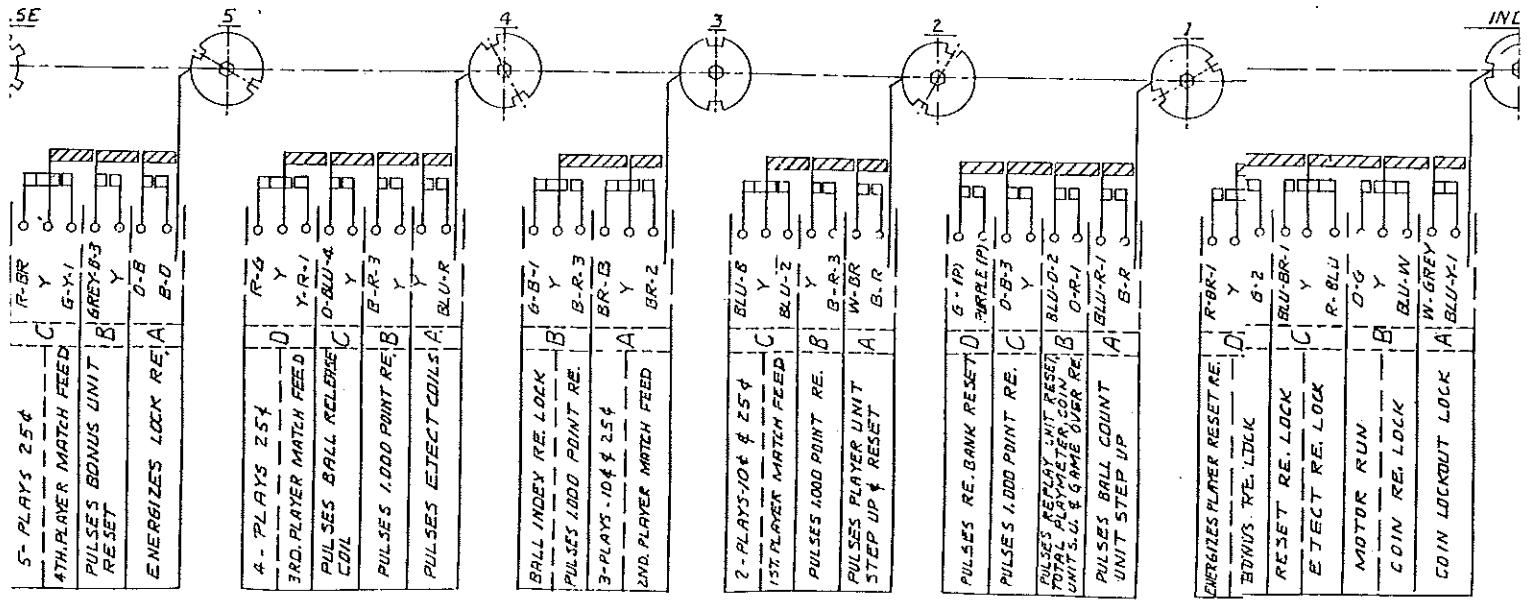 .SE
5
4
3
2
1
IND
R-BR
Y
G-Y-1
GREY-B-3
Y
O-B
B-O
C
B
A
5- PLAYS 25¢
4TH. PLAYER MATCH FEED
PULSES BONUS UNIT
RESET
ENERGIZES LOCK RE.
R-G
Y
Y-R-1
O-BLU-4
Y
B-R-3
Y
Y
BLU-R
D
C
B
A
4 - PLAYS 25¢
3RD. PLAYER MATCH FEED
PULSES BALL RELEASE
COIL
PULSES 1,000 POINT RE.
PULSES EJECT COILS
G-B-1
Y
B-R-3
BR-B
Y
BR-2
B
A
BALL INDEX RE. LOCK
PULSES 1,000 POINT RE.
3-PLAYS-10¢ & 25¢
2ND. PLAYER MATCH FEED
BLU-B
Y
BLU-2
Y
B-R-3
W-BR
B-R
C
B
A
2-PLAYS-10¢ & 25¢
1ST. PLAYER MATCH FEED
PULSES 1,000 POINT RE.
PULSES PLAYER UNIT
STEP UP & RESET
G-(P)
PURPLE(P)
Y
O-B-3
BLU-O-2
O-R-1
BLU-R-1
B-R
D
C
B
A
PULSES RE. BANK RESET
PULSES 1,000 POINT RE.
PULSES REPLAY UNIT RESET,
TOTAL PLAYMETER, COIN
UNIT S.U. & GAME OVER RE.
PULSES BALL COUNT
UNIT STEP UP
R-BR-1
Y
B-2
BLU-BR-1
Y
R-BLU
O-G
Y
BLU-W
W-GREY
BLU-Y-1
D
C
B
A
ENERGIZES PLAYER RESET RE.
BONUS RE. LOCK
RESET RE. LOCK
EJECT RE. LOCK
MOTOR RUN
COIN RE. LOCK
COIN LOCKOUT LOCK